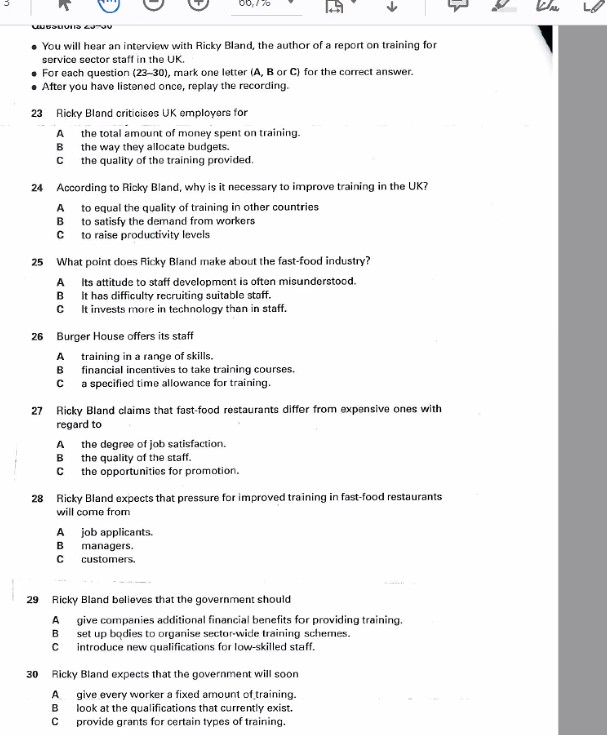 3
66,7%
Questions 23–30
● You will hear an interview with Ricky Bland, the author of a report on training for
service sector staff in the UK.
● For each question (23–30), mark one letter (A, B or C) for the correct answer.
● After you have listened once, replay the recording.
23 Ricky Bland criticises UK employers for
A the total amount of money spent on training.
B the way they allocate budgets.
C the quality of the training provided.
24 According to Ricky Bland, why is it necessary to improve training in the UK?
A to equal the quality of training in other countries
B to satisfy the demand from workers
C to raise productivity levels
25 What point does Ricky Bland make about the fast-food industry?
A Its attitude to staff development is often misunderstood.
B It has difficulty recruiting suitable staff.
C It invests more in technology than in staff.
26 Burger House offers its staff
A training in a range of skills.
B financial incentives to take training courses.
C a specified time allowance for training.
27 Ricky Bland claims that fast-food restaurants differ from expensive ones with
regard to
A the degree of job satisfaction.
B the quality of the staff.
C the opportunities for promotion.
28 Ricky Bland expects that pressure for improved training in fast-food restaurants
will come from
A job applicants.
B managers.
C customers.
29 Ricky Bland believes that the government should
A give companies additional financial benefits for providing training.
B set up bodies to organise sector-wide training schemes.
C introduce new qualifications for low-skilled staff.
30 Ricky Bland expects that the government will soon
A give every worker a fixed amount of training.
B look at the qualifications that currently exist.
C provide grants for certain types of training.